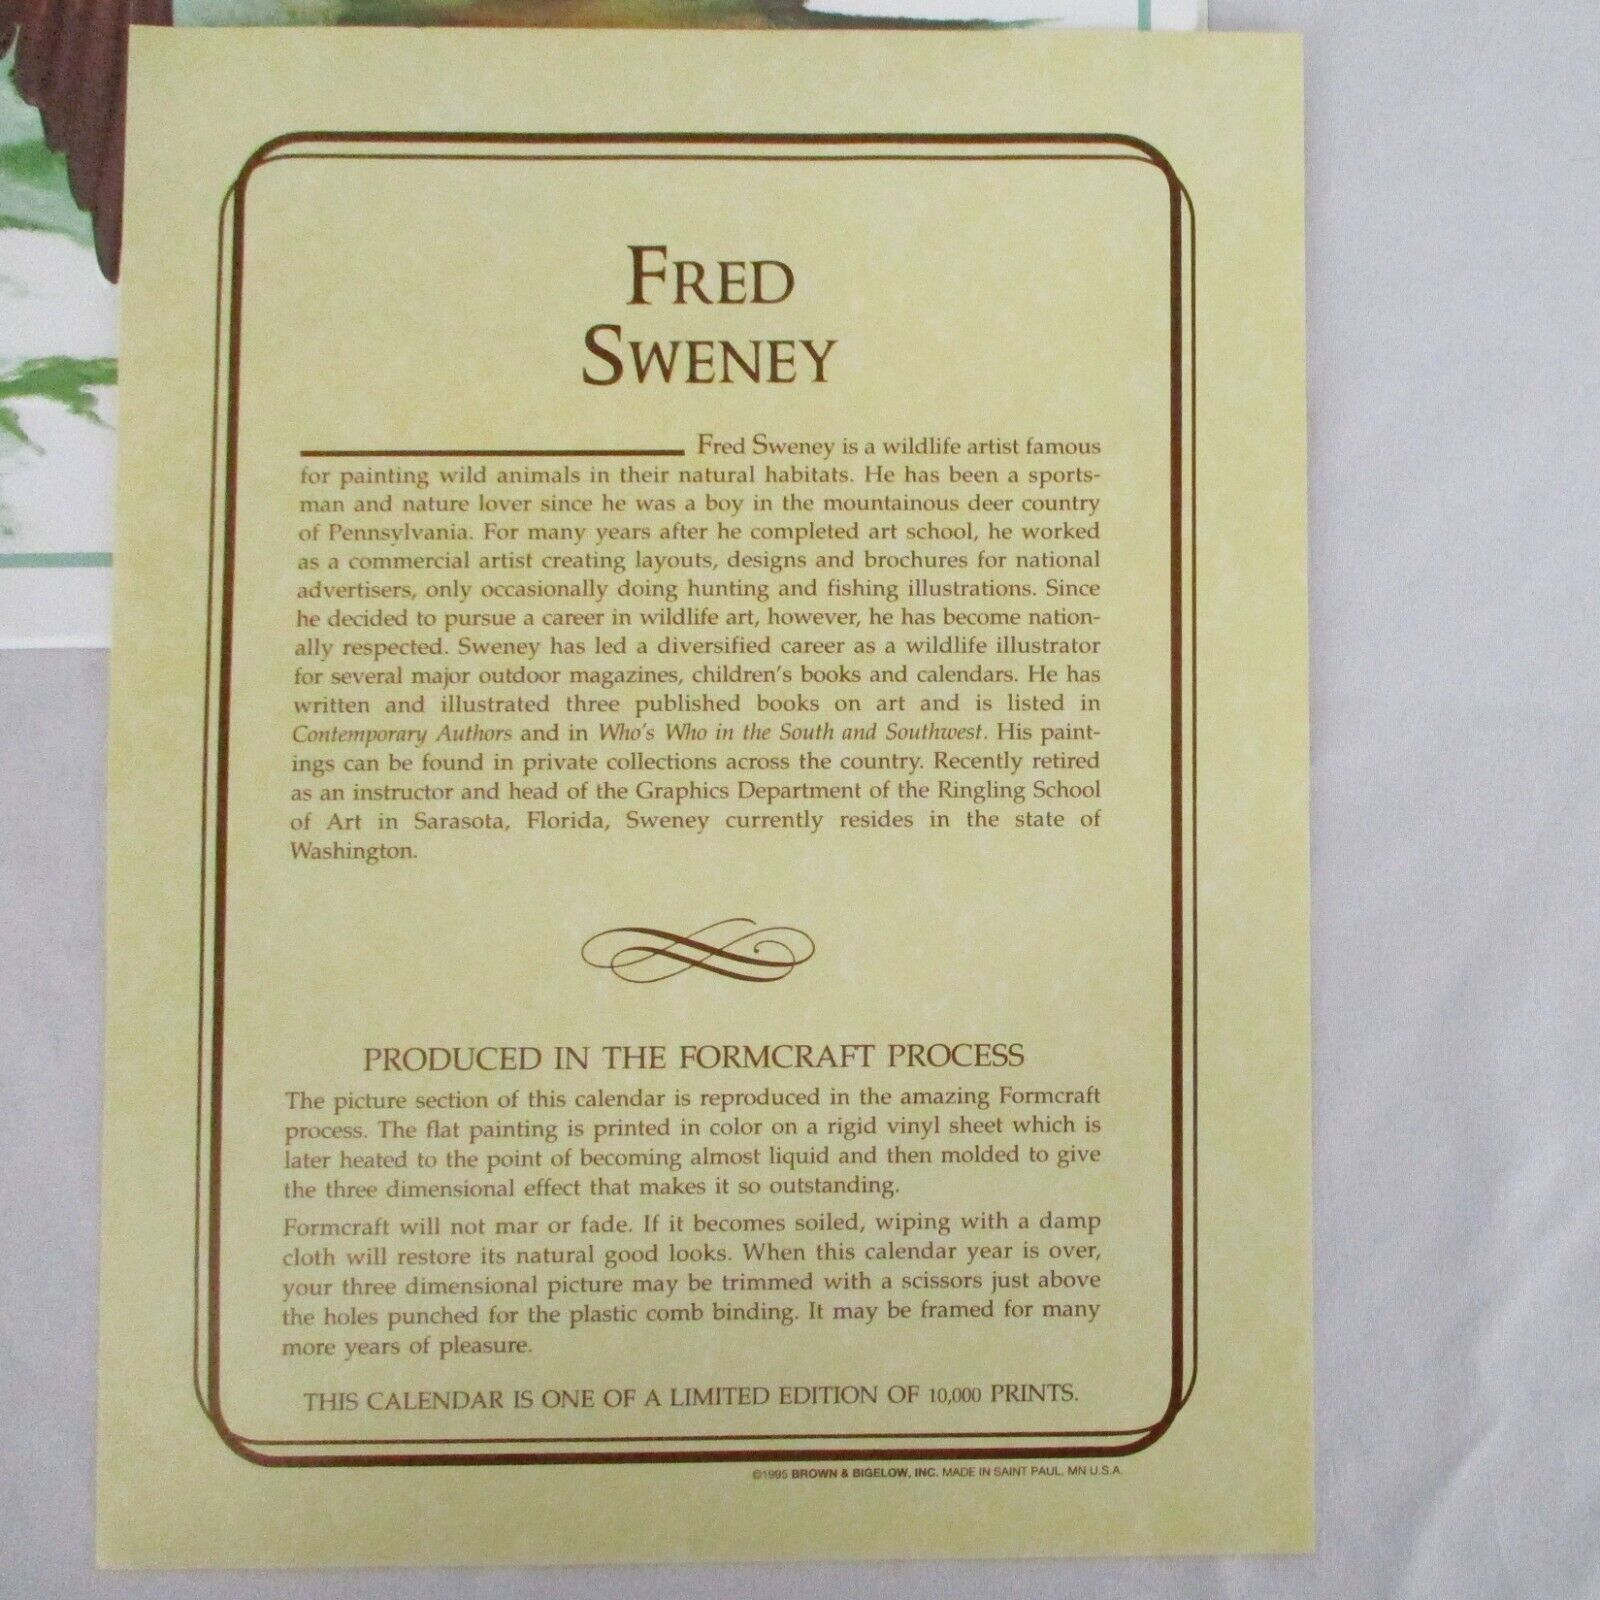 FRED
SWENEY
Fred Sweney is a wildlife artist famous
for painting wild animals in their natural habitats. He has been a sports-
man and nature lover since he was a boy in the mountainous deer country
of Pennsylvania. For many years after he completed art school, he worked
as a commercial artist creating layouts, designs and brochures for national
advertisers, only occasionally doing hunting and fishing illustrations. Since
he decided to pursue a career in wildlife art, however, he has become nation-
ally respected. Sweney has led a diversified career as a wildlife illustrator
for several major outdoor magazines, children's books and calendars. He has
written and illustrated three published books on art and is listed in
Contemporary Authors and in Who's Who in the South and Southwest. His paint-
ings can be found in private collections across the country. Recently retired
as an instructor and head of the Graphics Department of the Ringling School
of Art in Sarasota, Florida, Sweney currently resides in the state of
Washington.
PRODUCED IN THE FORMCRAFT PROCESS
The picture section of this calendar is reproduced in the amazing Formcraft
process. The flat painting is printed in color on a rigid vinyl sheet which is
later heated to the point of becoming almost liquid and then molded to give
the three dimensional effect that makes it so outstanding.
Formcraft will not mar or fade. If it becomes soiled, wiping with a damp
cloth will restore its natural good looks. When this calendar year is over,
your three dimensional picture may be trimmed with a scissors just above
the holes punched for the plastic comb binding. It may be framed for many
more years of pleasure.
THIS CALENDAR IS ONE OF A LIMITED EDITION OF 10,000 PRINTS.
©1995 BROWN & BIGELOW, INC. MADE IN SAINT PAUL, MN U.S.A.